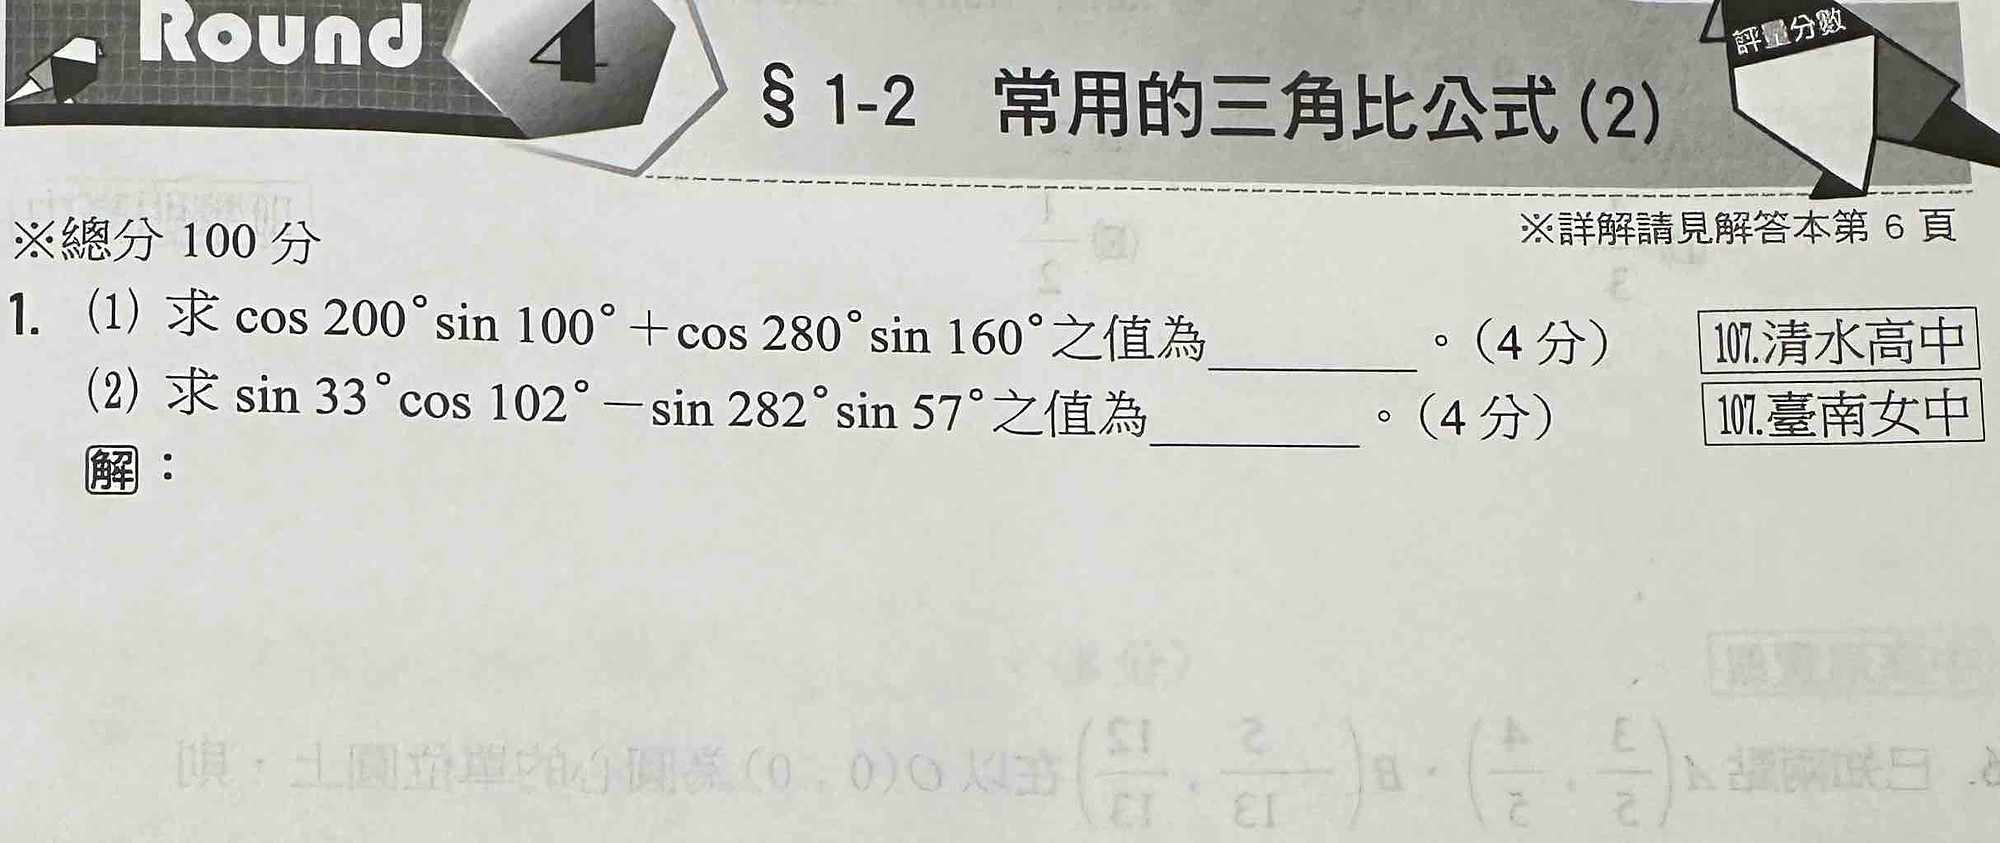 Round 4 § 1-2 常用的三角比公式(2) 評量分數
※總分 100 分 ※詳解請見解答本第 6 頁
1. (1) 求 cos 200°sin 100°＋cos 280°sin 160°之值為______。（4 分） 107.清水高中
(2) 求 sin 33°cos 102°－sin 282°sin 57°之值為______。（4 分） 107.臺南女中
解：